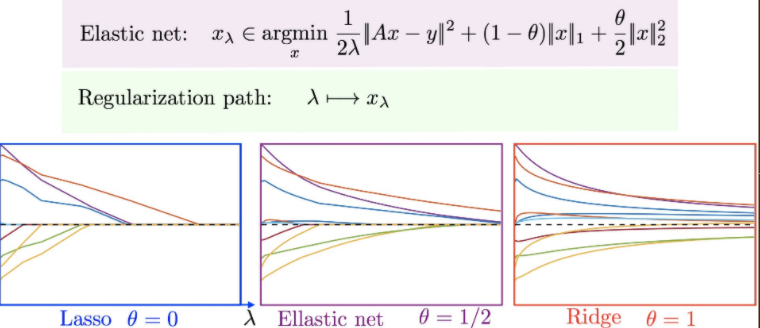 Elastic net: x_λ ∈ argmin_x 1/(2λ) ‖Ax − y‖² + (1 − θ)‖x‖₁ + θ/2 ‖x‖₂²
Regularization path: λ ⟼ x_λ
Lasso θ = 0 λ Ellastic net θ = 1/2 Ridge θ = 1